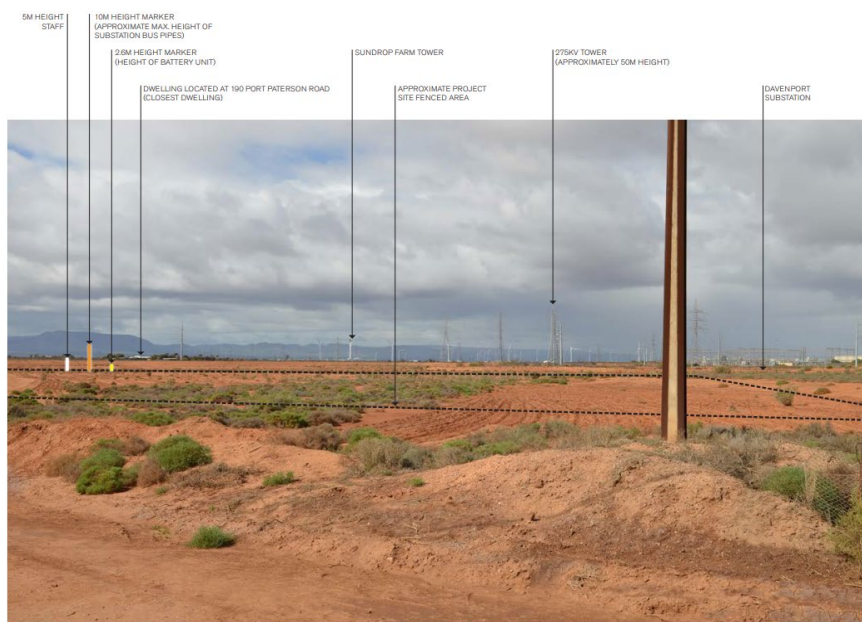 5M HEIGHT
STAFF
10M HEIGHT MARKER
(APPROXIMATE MAX. HEIGHT OF
SUBSTATION BUS PIPES)
2.6M HEIGHT MARKER
(HEIGHT OF BATTERY UNIT)
DWELLING LOCATED AT 190 PORT PATERSON ROAD
(CLOSEST DWELLING)
SUNDROP FARM TOWER
APPROXIMATE PROJECT
SITE FENCED AREA
275KV TOWER
(APPROXIMATELY 50M HEIGHT)
DAVENPORT
SUBSTATION